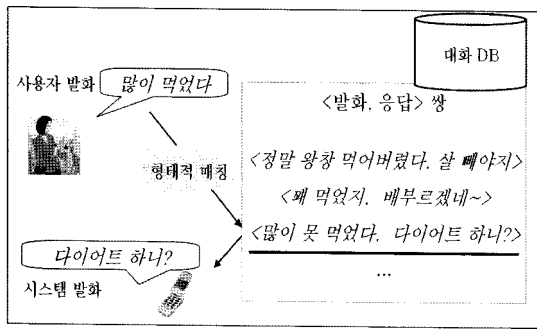 대화 DB
사용자 발화
많이 먹었다
<발화, 응답> 쌍
<정말 왕창 먹어버렸다. 살 빼야지>
형태적 매칭
<꽤 먹었지. 배부르겠네~>
<많이 못 먹었다. 다이어트 하니?>
다이어트 하니?
시스템 발화
...